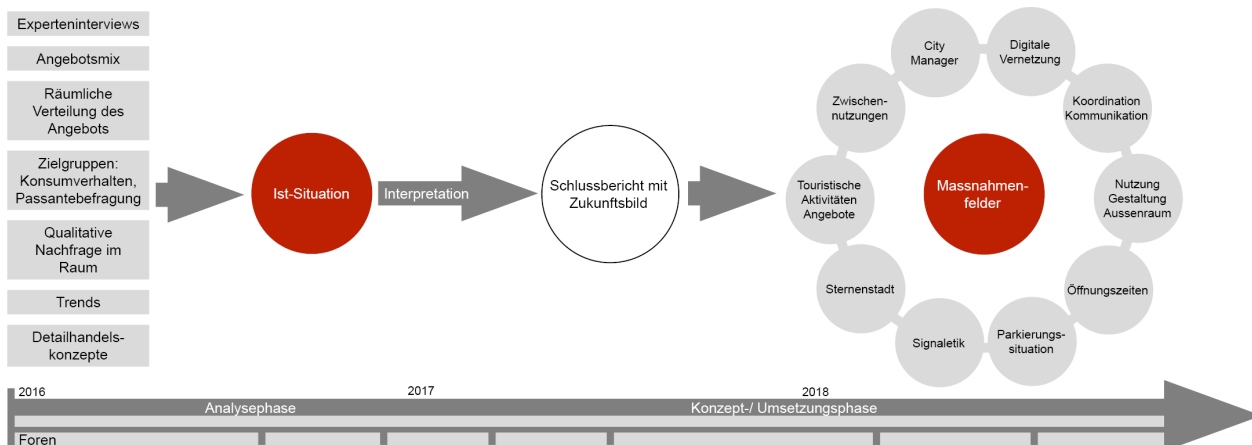 Experteninterviews
Angebotsmix
Räumliche
Verteilung des
Angebots
Zielgruppen:
Konsumverhalten,
Passantebefragung
Qualitative
Nachfrage im
Raum
Trends
Detailhandels-
konzepte
Ist-Situation
Interpretation
Schlussbericht mit
Zukunftsbild
Massnahmen-
felder
City
Manager
Digitale
Vernetzung
Koordination
Kommunikation
Nutzung
Gestaltung
Aussenraum
Öffnungszeiten
Parkierungs-
situation
Signaletik
Sternenstadt
Touristische
Aktivitäten
Angebote
Zwischen-
nutzungen
2016
2017
2018
Analysephase
Konzept-/ Umsetzungsphase
Foren